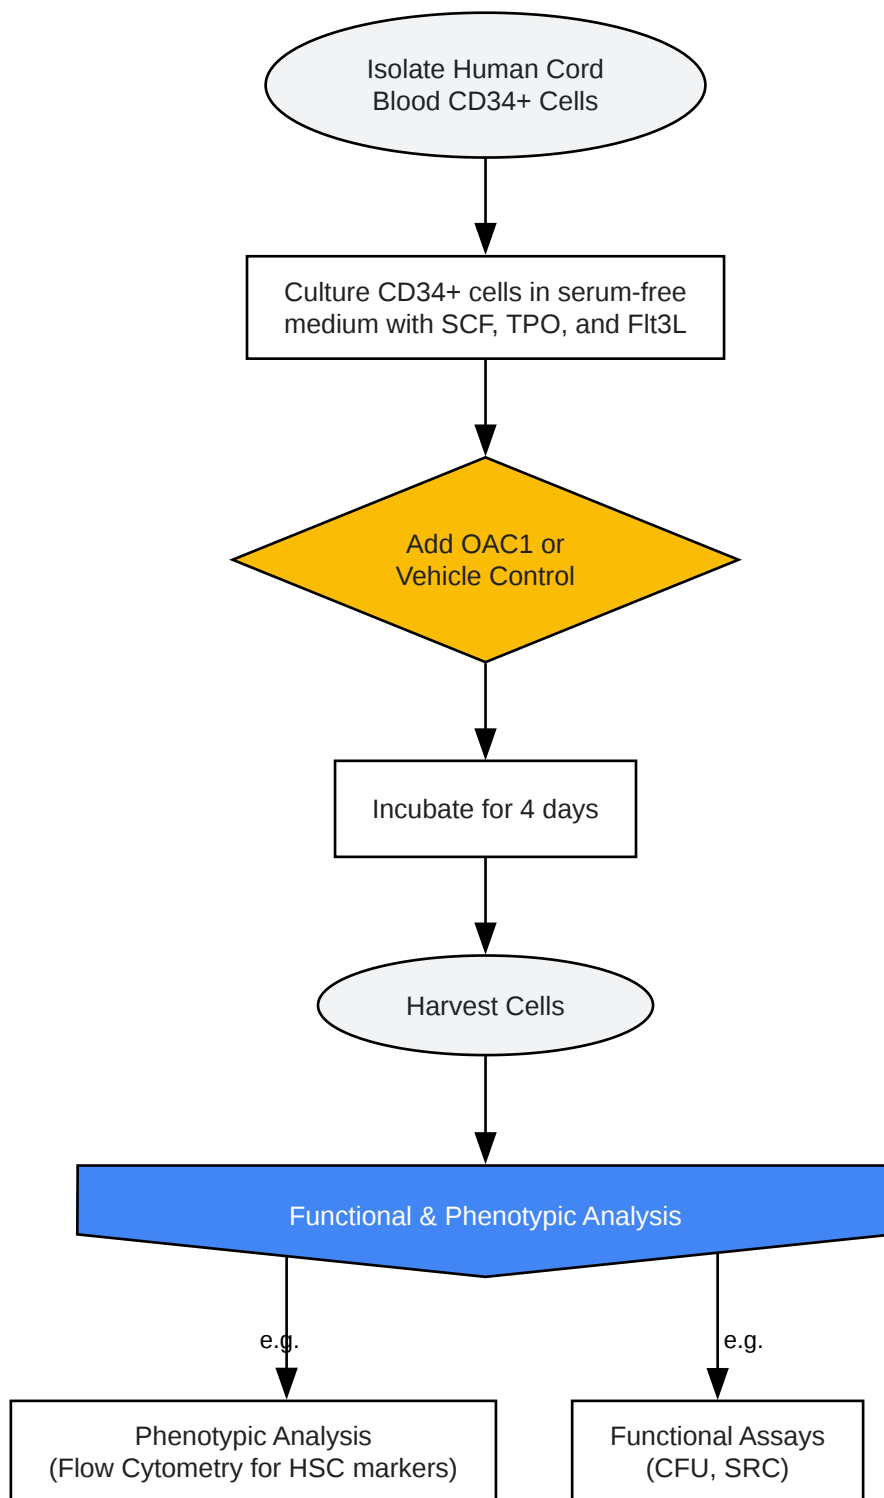 Isolate Human Cord
Blood CD34+ Cells
Culture CD34+ cells in serum-free
medium with SCF, TPO, and Flt3L
Add OAC1 or
Vehicle Control
Incubate for 4 days
Harvest Cells
Functional & Phenotypic Analysis
e.g.
e.g.
Phenotypic Analysis
(Flow Cytometry for HSC markers)
Functional Assays
(CFU, SRC)